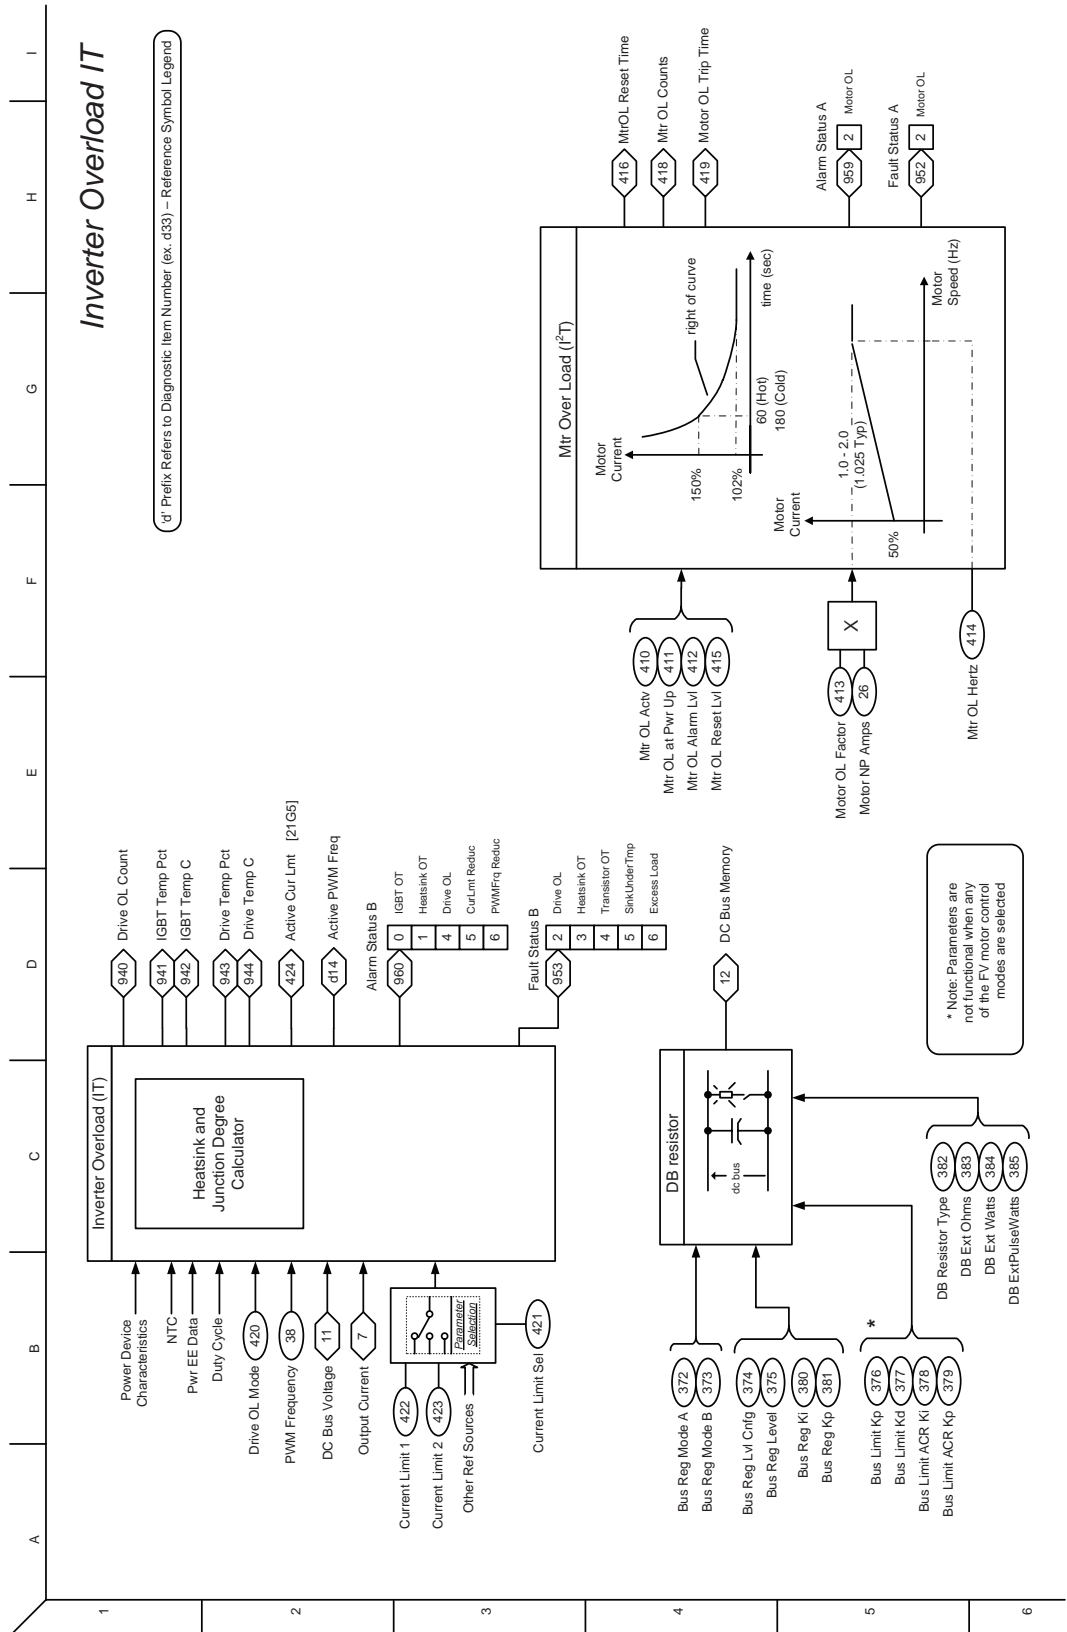 I
H
G
F
E
D
C
B
A
1
2
3
4
5
6
Inverter Overload IT
'd' Prefix Refers to Diagnostic Item Number (ex. d33) – Reference Symbol Legend
Inverter Overload (IT)
Heatsink and
Junction Degree
Calculator
Power Device
Characteristics
NTC
Pwr EE Data
Duty Cycle
Drive OL Mode
420
PWM Frequency
38
DC Bus Voltage
11
Output Current
7
Current Limit 1
422
Current Limit 2
423
Other Ref Sources
Parameter
Selection
Current Limit Sel
421
940
Drive OL Count
941
IGBT Temp Pct
942
IGBT Temp C
943
Drive Temp Pct
944
Drive Temp C
424
Active Cur Lmt [21G5]
d14
Active PWM Freq
Alarm Status B
960
0
IGBT OT
1
Heatsink OT
4
Drive OL
5
CurLmt Reduc
6
PWMFrq Reduc
Fault Status B
953
2
Drive OL
3
Heatsink OT
4
Transistor OT
5
SinkUnderTmp
6
Excess Load
DB resistor
dc bus
12
DC Bus Memory
Bus Reg Mode A
372
Bus Reg Mode B
373
Bus Reg Lvl Cnfg
374
Bus Reg Level
375
Bus Reg Ki
380
Bus Reg Kp
381
*
Bus Limit Kp
376
Bus Limit Kd
377
Bus Limit ACR Ki
378
Bus Limit ACR Kp
379
DB Resistor Type
382
DB Ext Ohms
383
DB Ext Watts
384
DB ExtPulseWatts
385
* Note: Parameters are
not functional when any
of the FV motor control
modes are selected
Mtr Over Load (I²T)
Motor
Current
150%
102%
right of curve
time (sec)
60 (Hot)
180 (Cold)
Motor
Current
1.0 - 2.0
(1.025 Typ)
50%
Motor
Speed (Hz)
Mtr OL Actv
410
Mtr OL at Pwr Up
411
Mtr OL Alarm Lvl
412
Mtr OL Reset Lvl
415
Motor OL Factor
413
Motor NP Amps
26
X
Mtr OL Hertz
414
416
MtrOL Reset Time
418
Mtr OL Counts
419
Motor OL Trip Time
Alarm Status A
959
2
Motor OL
Fault Status A
952
2
Motor OL